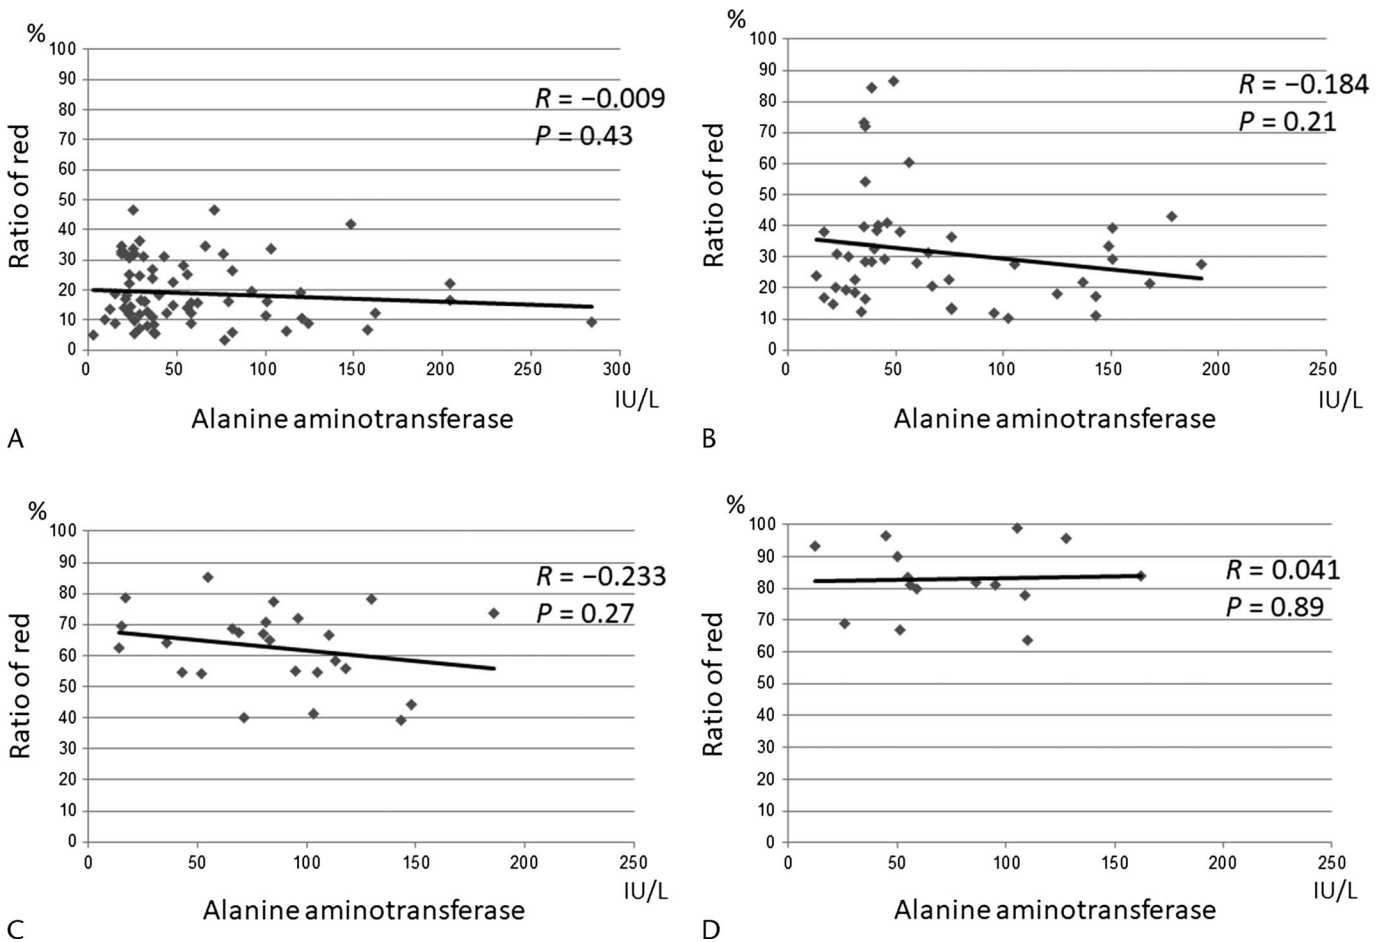 %
100
90
80
70
60
50
40
30
20
10
0
Ratio of red
R = −0.009
P = 0.43
0 50 100 150 200 250 300
IU/L
Alanine aminotransferase
A
%
100
90
80
70
60
50
40
30
20
10
0
Ratio of red
R = −0.184
P = 0.21
0 50 100 150 200 250
IU/L
Alanine aminotransferase
B
%
100
90
80
70
60
50
40
30
20
10
0
Ratio of red
R = −0.233
P = 0.27
0 50 100 150 200 250
IU/L
Alanine aminotransferase
C
%
100
90
80
70
60
50
40
30
20
10
0
Ratio of red
R = 0.041
P = 0.89
0 50 100 150 200 250
IU/L
Alanine aminotransferase
D